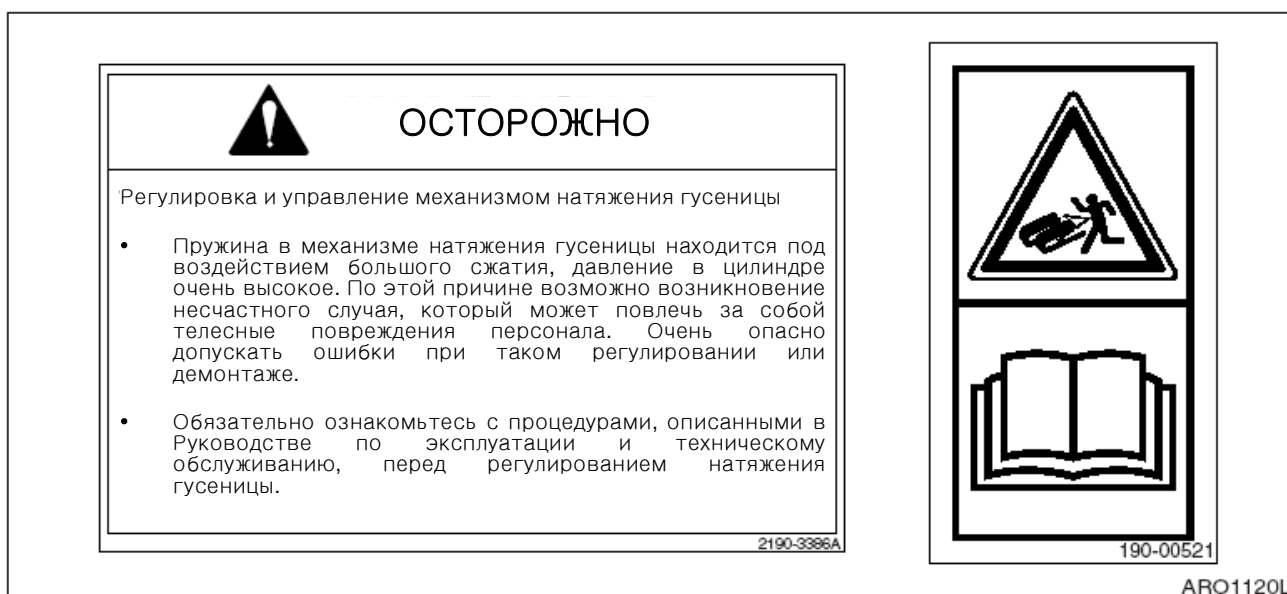 ОСТОРОЖНО
Регулировка и управление механизмом натяжения гусеницы
• Пружина в механизме натяжения гусеницы находится под
воздействием большого сжатия, давление в цилиндре
очень высокое. По этой причине возможно возникновение
несчастного случая, который может повлечь за собой
телесные повреждения персонала. Очень опасно
допускать ошибки при таком регулировании или
демонтаже.
• Обязательно ознакомьтесь с процедурами, описанными в
Руководстве по эксплуатации и техническому
обслуживанию, перед регулированием натяжения
гусеницы.
2190-3386A
190-00521
ARO1120L